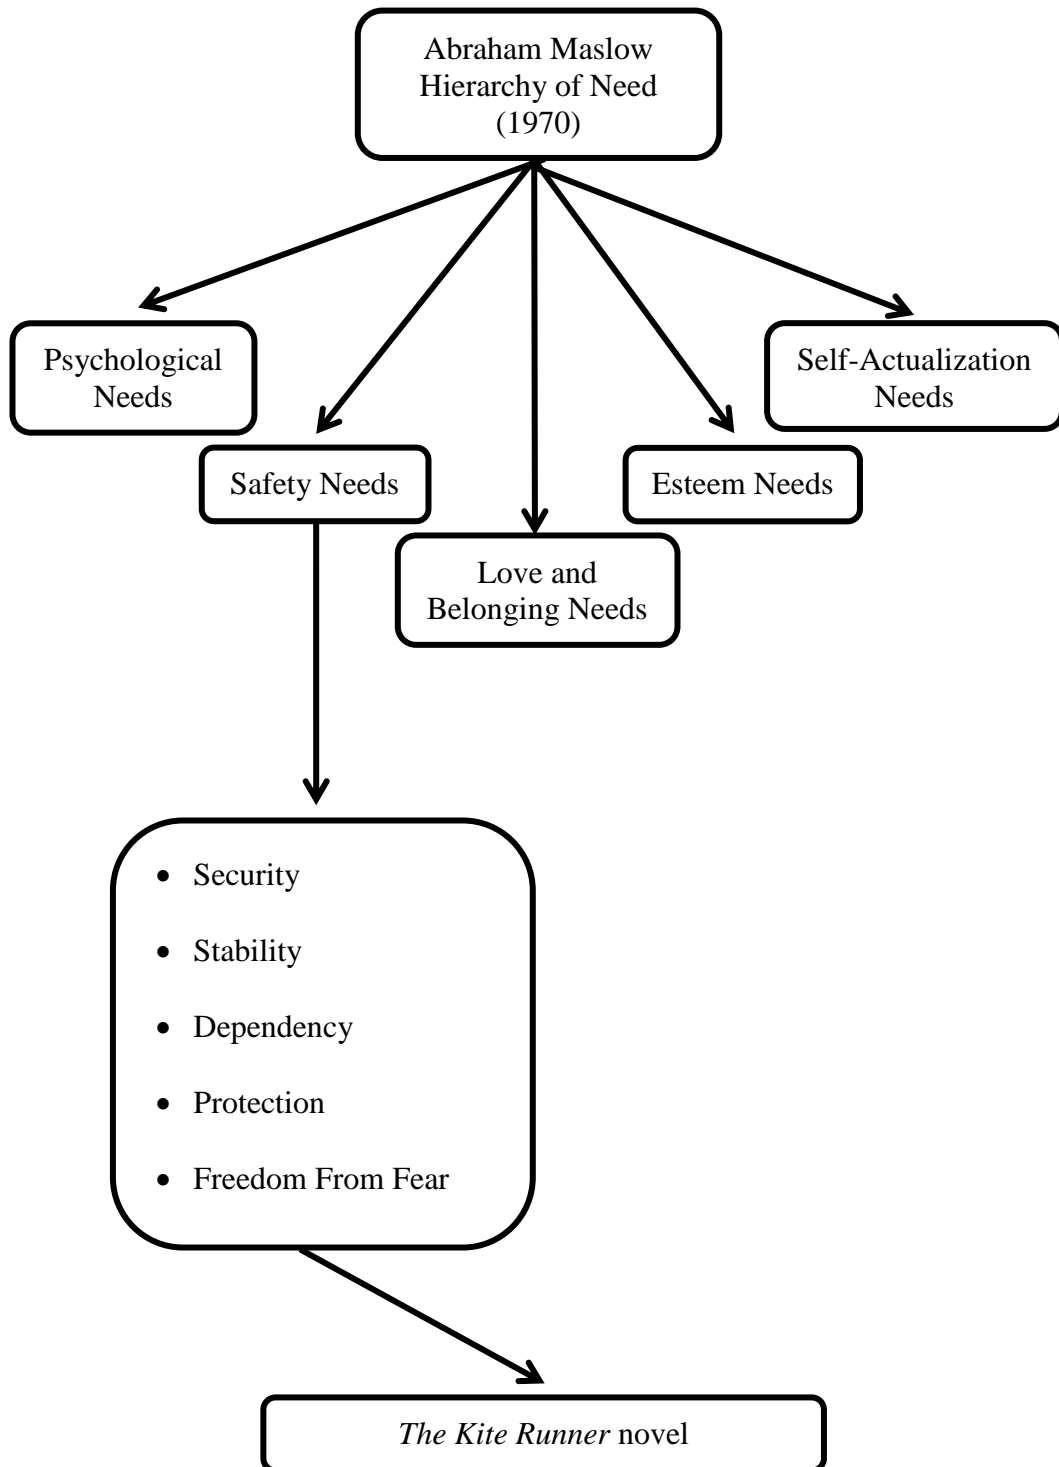 Abraham Maslow
Hierarchy of Need
(1970)
Psychological
Needs
Self-Actualization
Needs
Safety Needs
Esteem Needs
Love and
Belonging Needs
• Security
• Stability
• Dependency
• Protection
• Freedom From Fear
The Kite Runner novel